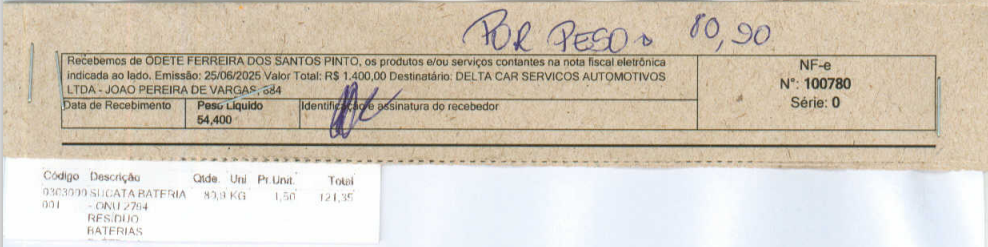 POR PESO → 80,90
Recebemos de ODETE FERREIRA DOS SANTOS PINTO, os produtos e/ou serviços contantes na nota fiscal eletrônica
indicada ao lado. Emissão: 25/06/2025 Valor Total: R$ 1.400,00 Destinatário: DELTA CAR SERVICOS AUTOMOTIVOS
LTDA - JOAO PEREIRA DE VARGAS, 684
NF-e
N°: 100780
Série: 0
Data de Recebimento Peso Liquido Identificação e assinatura do recebedor
54,400
Código Descrição Qtde. Uni Pr.Unit. Total
0303000 SUCATA BATERIA 80,9 KG 1,50 121,35
001 - ONU 2794
RESÍDUO
BATERIAS